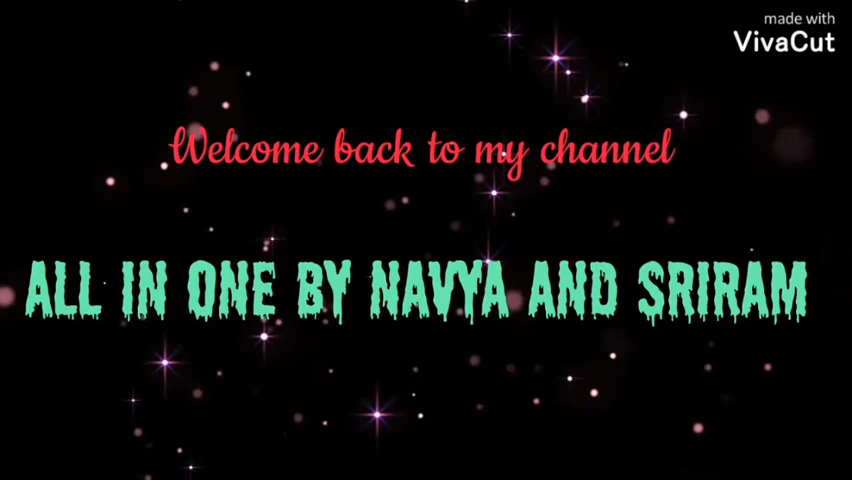 made with
VivaCut
Welcome back to my channel
ALL IN ONE BY NAVYA AND SRIRAM